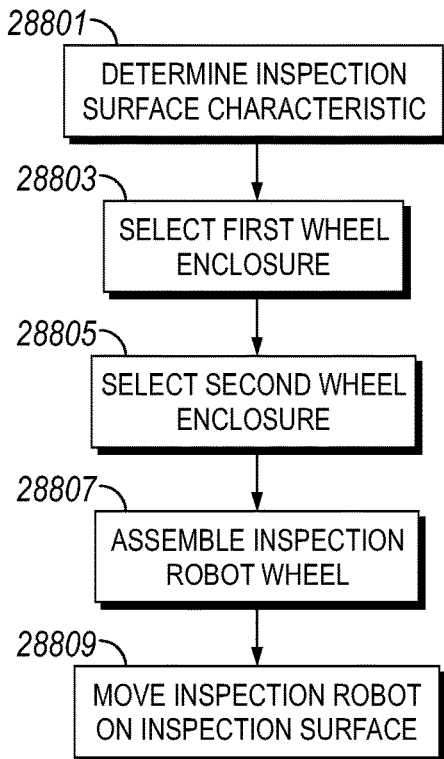 28801
DETERMINE INSPECTION
SURFACE CHARACTERISTIC
28803
SELECT FIRST WHEEL
ENCLOSURE
28805
SELECT SECOND WHEEL
ENCLOSURE
28807
ASSEMBLE INSPECTION
ROBOT WHEEL
28809
MOVE INSPECTION ROBOT
ON INSPECTION SURFACE